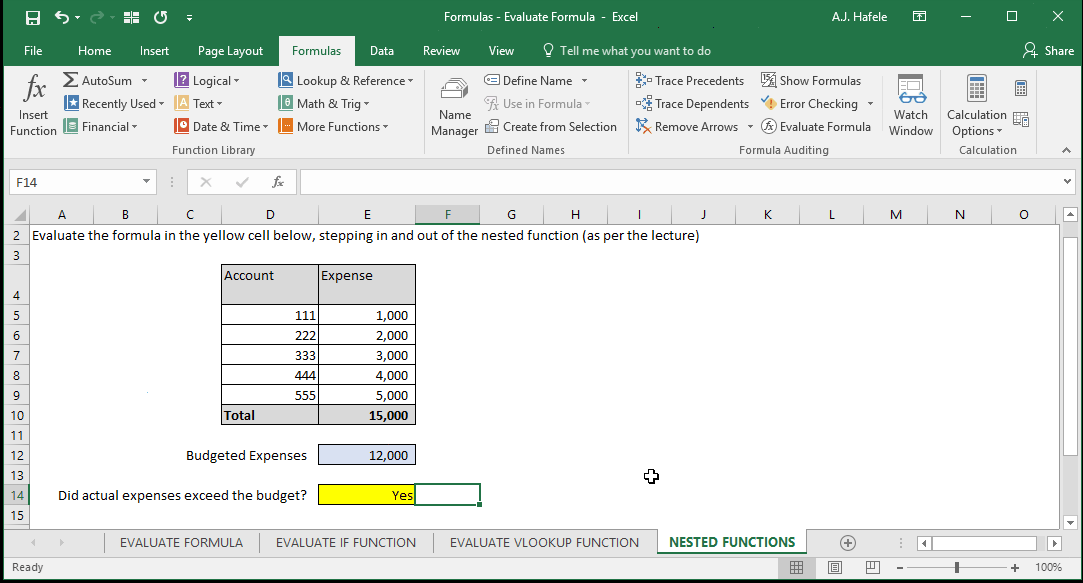 Formulas - Evaluate Formula - Excel
A.J. Hafele
File Home Insert Page Layout Formulas Data Review View Tell me what you want to do Share
fx
Insert Function
AutoSum
Recently Used
Financial
Logical
Text
Date & Time
Lookup & Reference
Math & Trig
More Functions
Function Library
Name Manager
Define Name
Use in Formula
Create from Selection
Defined Names
Trace Precedents
Trace Dependents
Remove Arrows
Show Formulas
Error Checking
Evaluate Formula
Formula Auditing
Watch Window
Calculation Options
Calculation
F14 fx
A B C D E F G H I J K L M N O
2 Evaluate the formula in the yellow cell below, stepping in and out of the nested function (as per the lecture)
3
4 Account Expense
5 111 1,000
6 222 2,000
7 333 3,000
8 444 4,000
9 555 5,000
10 Total 15,000
11
12 Budgeted Expenses 12,000
13
14 Did actual expenses exceed the budget? Yes
15
EVALUATE FORMULA EVALUATE IF FUNCTION EVALUATE VLOOKUP FUNCTION NESTED FUNCTIONS
Ready 100%